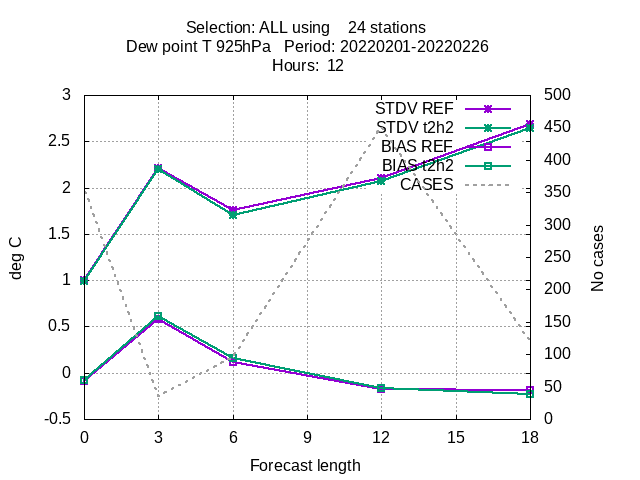 Selection: ALL using    24 stations
Dew point T 925hPa   Period: 20220201-20220226
Hours:  12
STDV REF
STDV t2h2
BIAS REF
BIAS t2h2
CASES
3
2.5
2
1.5
1
0.5
0
-0.5
deg C
500
450
400
350
300
250
200
150
100
50
0
No cases
0 3 6 9 12 15 18
Forecast length